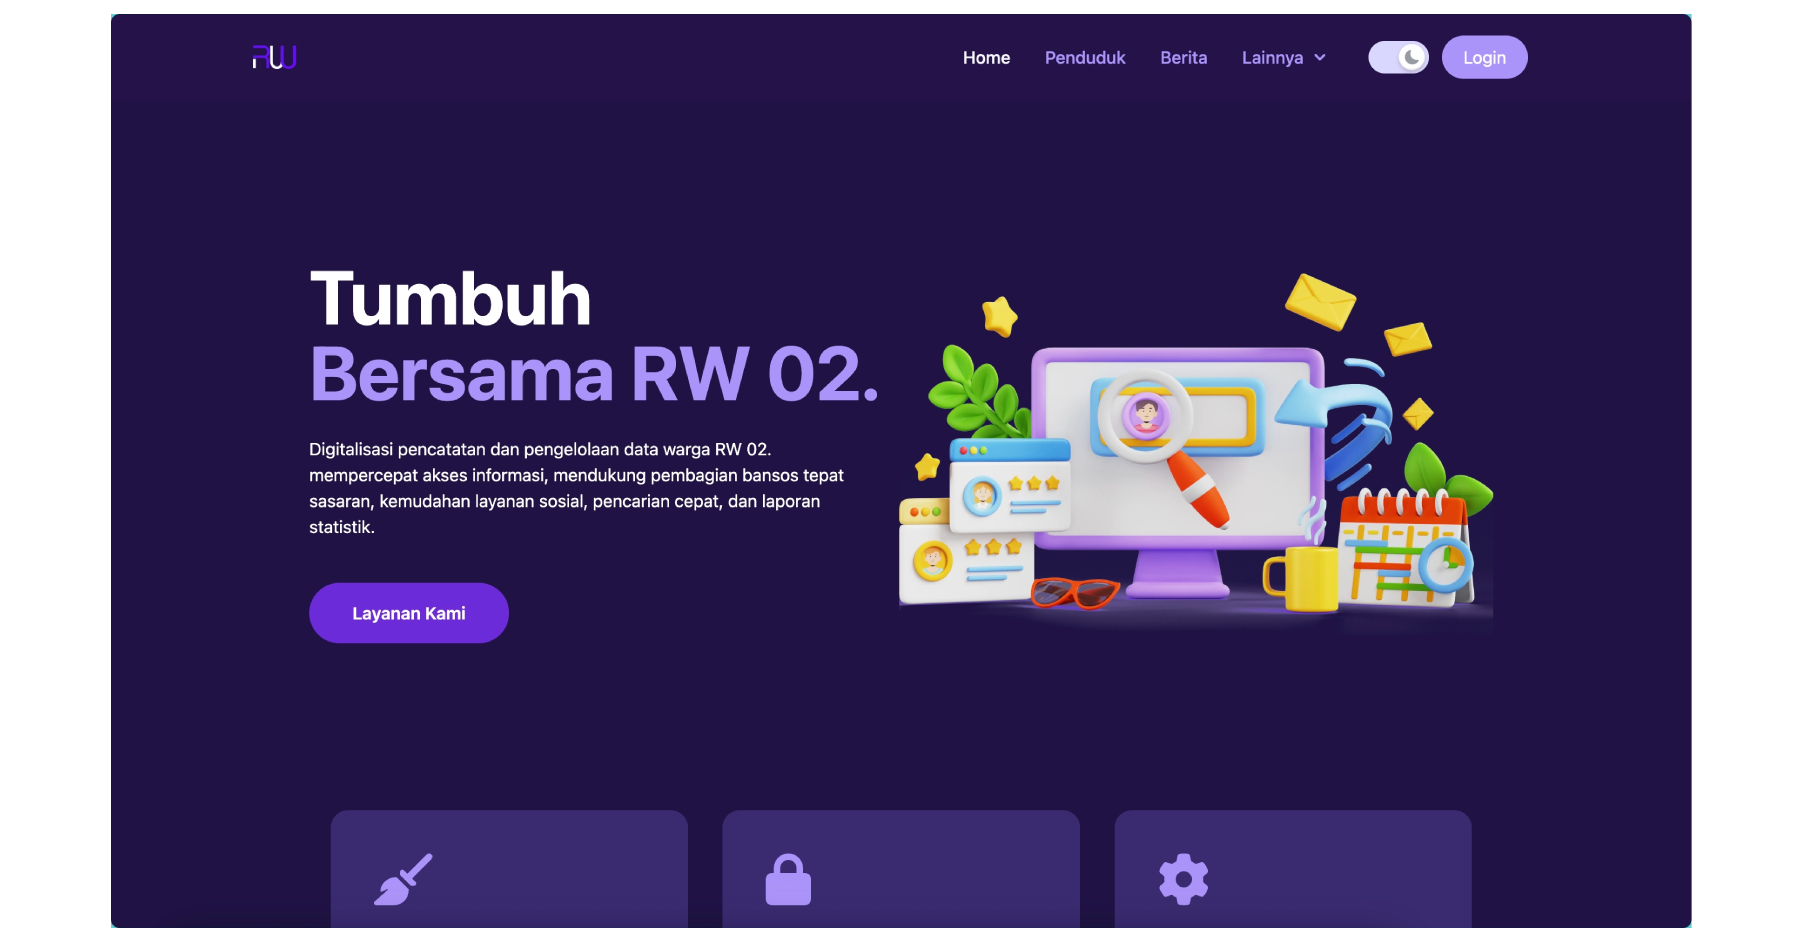 RW
Home Penduduk Berita Lainnya Login
Tumbuh
Bersama RW 02.
Digitalisasi pencatatan dan pengelolaan data warga RW 02.
mempercepat akses informasi, mendukung pembagian bansos tepat
sasaran, kemudahan layanan sosial, pencarian cepat, dan laporan
statistik.
Layanan Kami